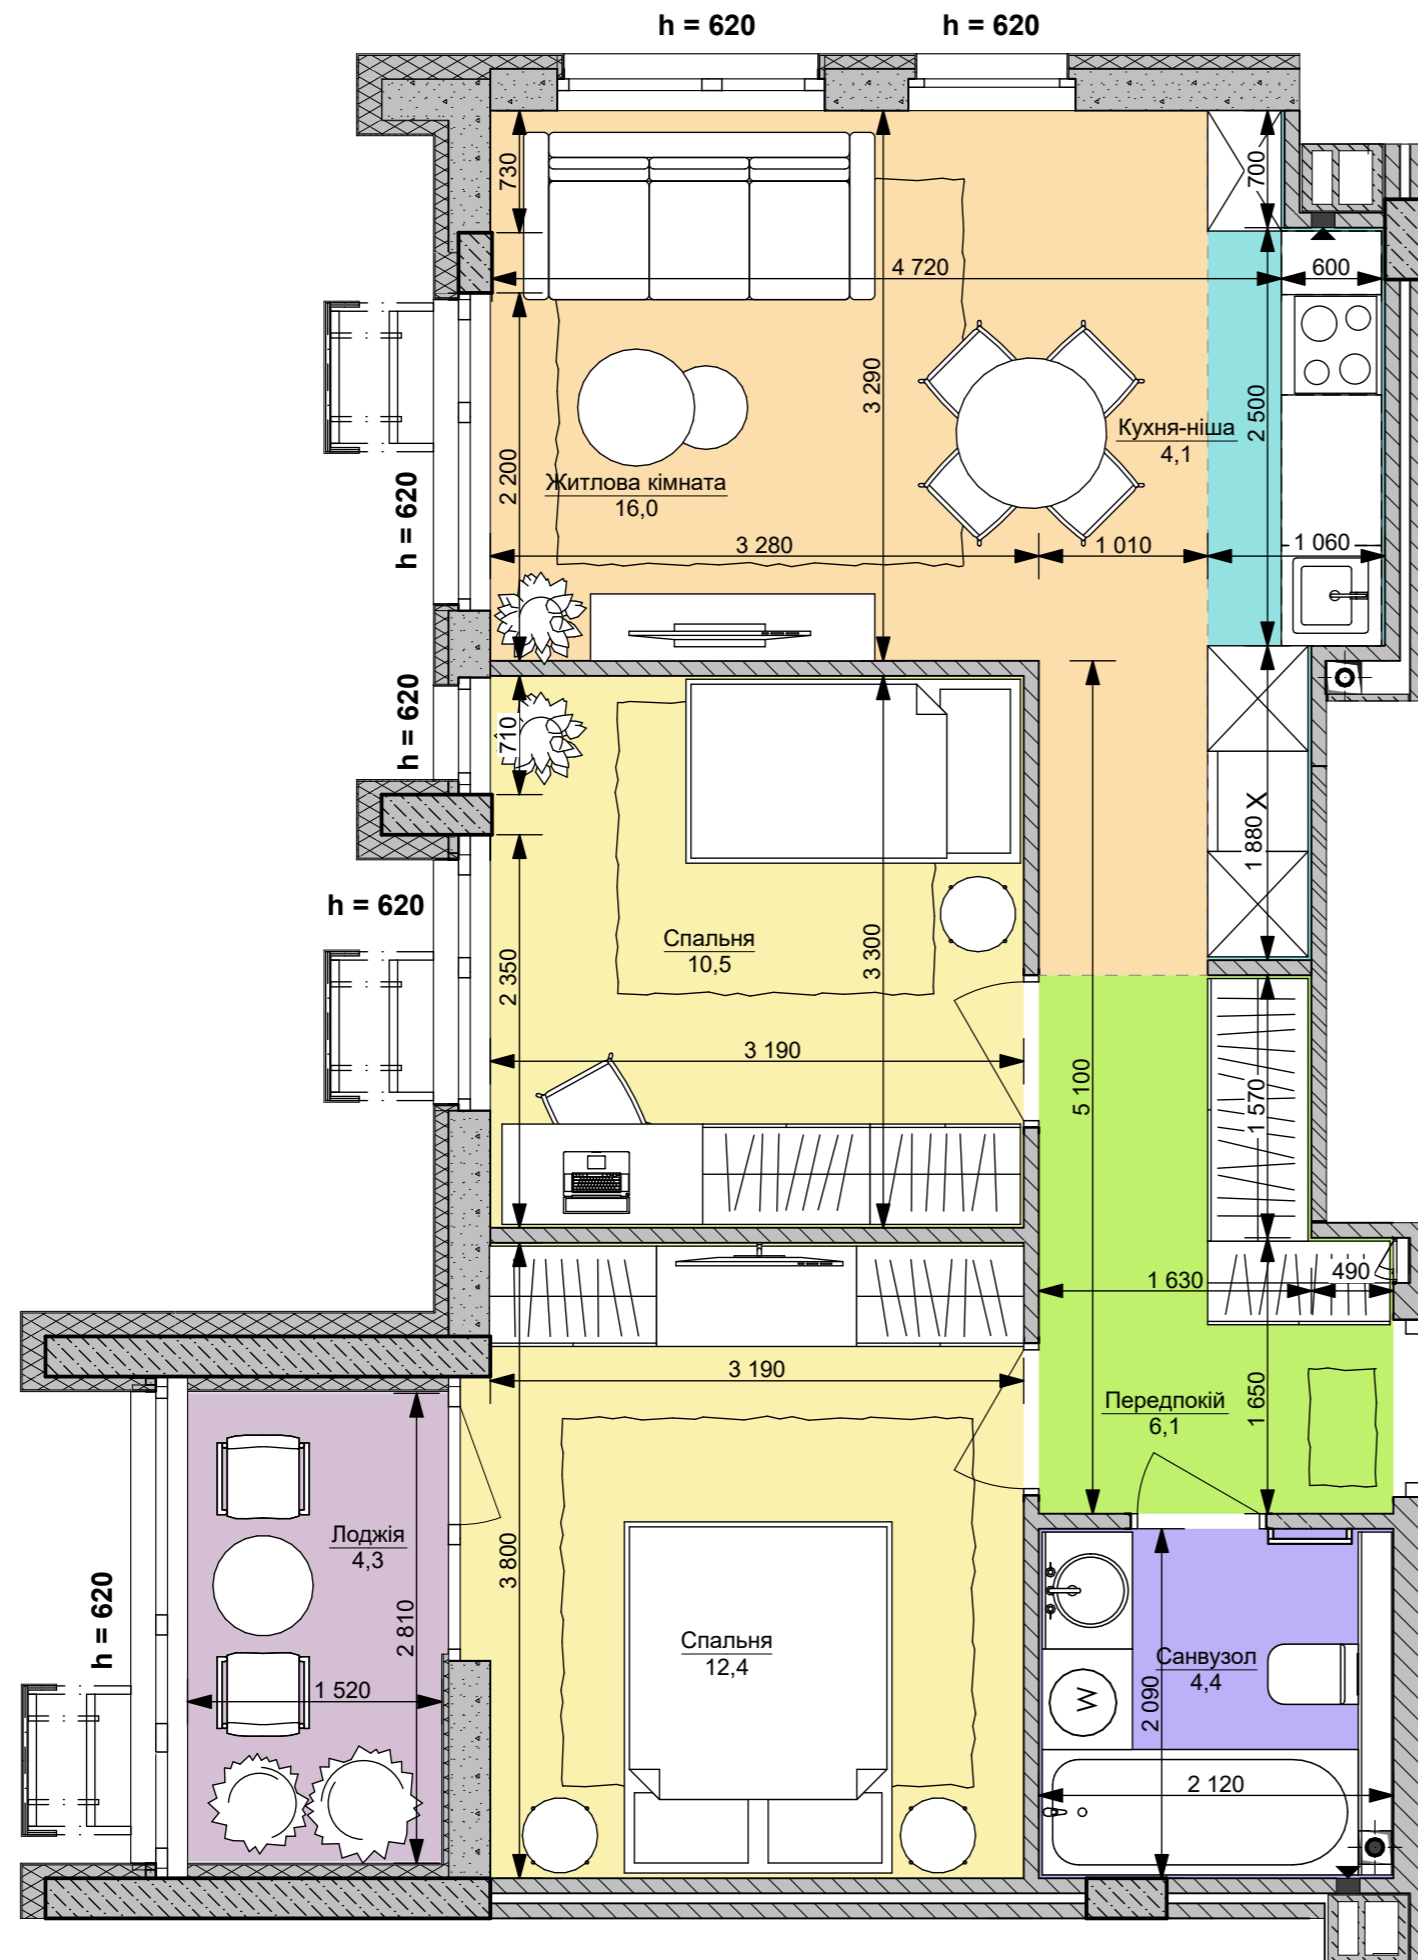 h = 620
h = 620
730
700
4 720
600
3 290
2 500
Кухня-ніша
4,1
2 200
Житлова кімната
16,0
h = 620
3 280
1 010
1 060
h = 620
710
1 880
X
h = 620
Спальня
10,5
3 300
2 350
3 190
5 100
1 570
1 630
490
3 190
Передпокій
6,1
1 650
Лоджія
4,3
3 800
h = 620
2 810
Спальня
12,4
Санвузол
4,4
1 520
W
2 090
2 120